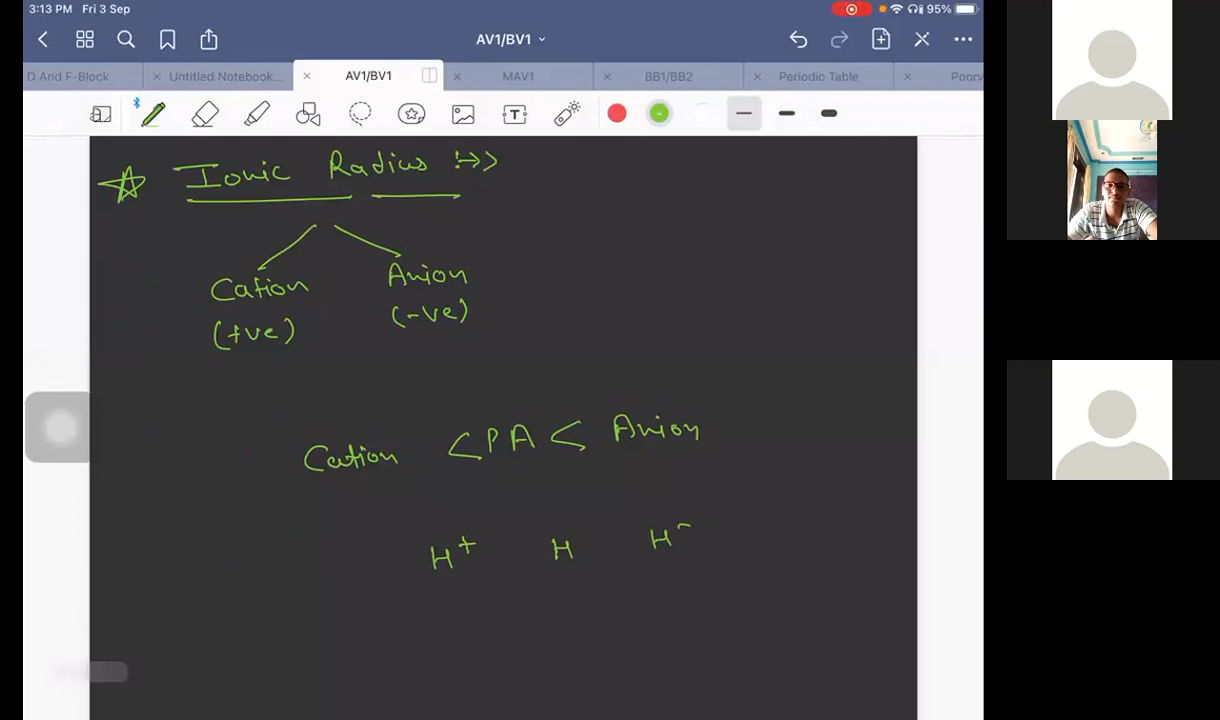 3:13 PM Fri 3 Sep
95%
AV1/BV1
D And F-Block
Untitled Notebook...
AV1/BV1
MAV1
BB1/BB2
Periodic Table
Poorv
Ionic Radius :->>
Cation Anion
(+ve) (-ve)
Cation < PA < Anion
H+ H H-